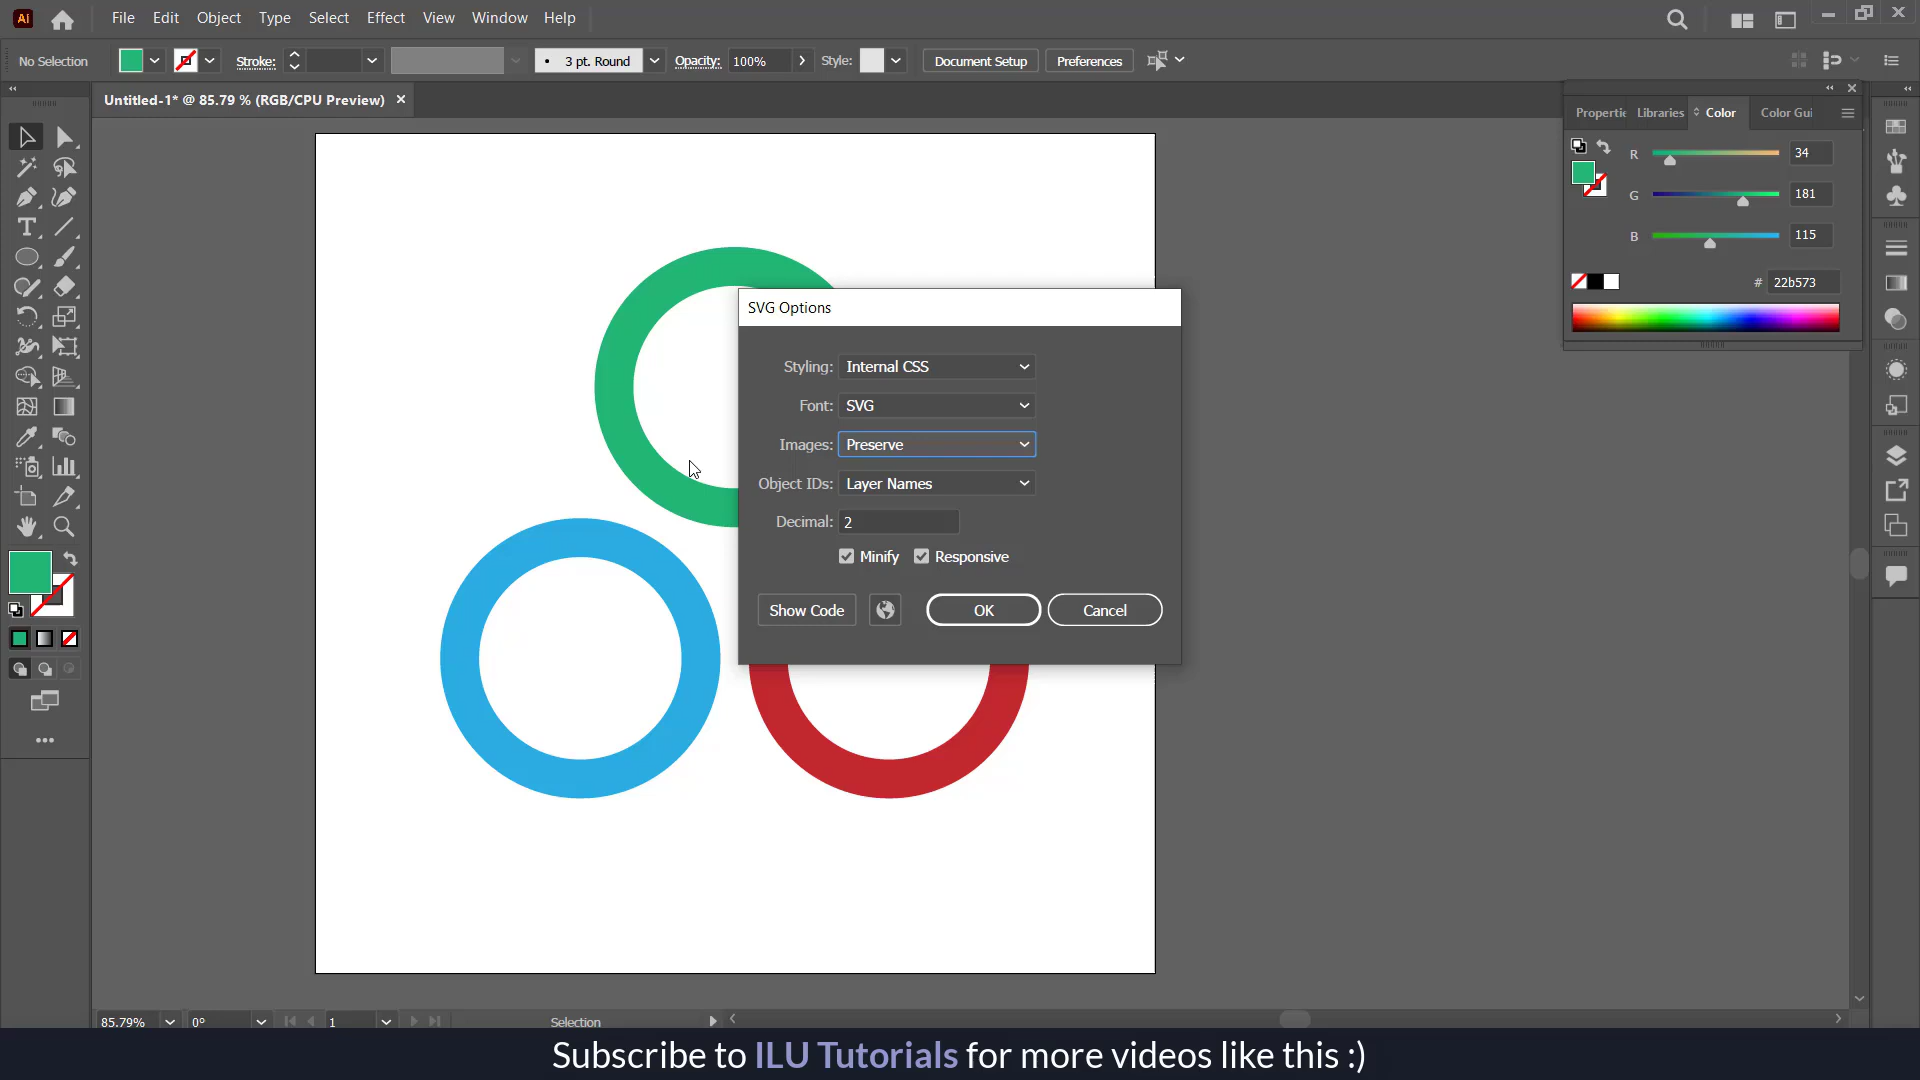 Ai File Edit Object Type Select Effect View Window Help
No Selection Stroke: 3 pt. Round Opacity: 100% Style: Document Setup Preferences
Untitled-1* @ 85.79 % (RGB/CPU Preview)
Properti Libraries Color Color Gui
R 34
G 181
B 115
# 22b573
SVG Options
Styling: Internal CSS
Font: SVG
Images: Preserve
Object IDs: Layer Names
Decimal: 2
Minify Responsive
Show Code OK Cancel
85.79% 0° 1 Selection
Subscribe to ILU Tutorials for more videos like this :)